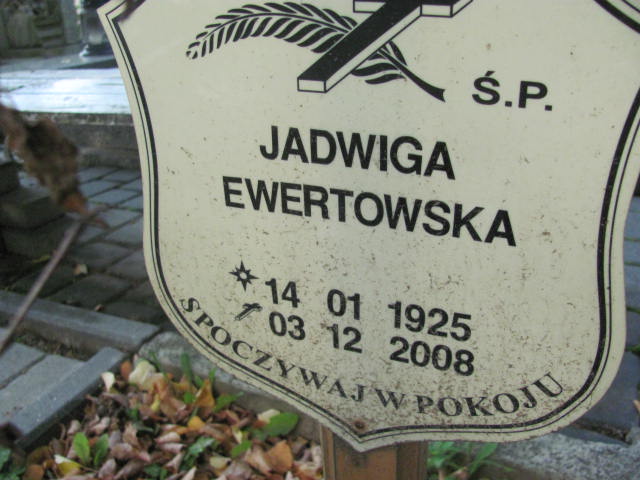 Ś.P.
JADWIGA
EWERTOWSKA
14 01 1925
03 12 2008
SPOCZYWAJ W POKOJU